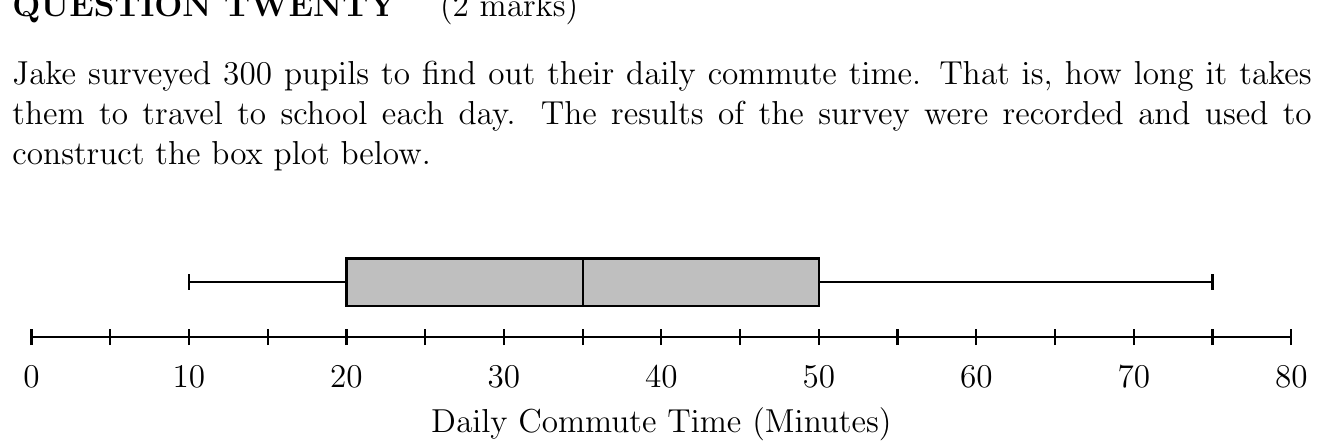 QUESTION TWENTY (2 marks)
Jake surveyed 300 pupils to find out their daily commute time. That is, how long it takes
them to travel to school each day. The results of the survey were recorded and used to
construct the box plot below.
0 10 20 30 40 50 60 70 80
Daily Commute Time (Minutes)